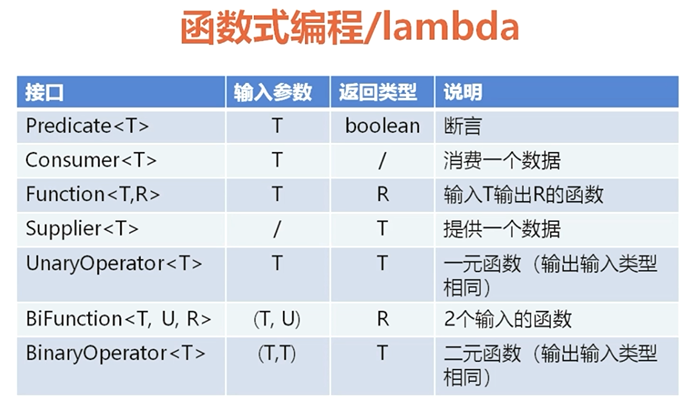 函数式编程/lambda
接口 输入参数 返回类型 说明
Predicate<T> T boolean 断言
Consumer<T> T / 消费一个数据
Function<T,R> T R 输入T输出R的函数
Supplier<T> / T 提供一个数据
UnaryOperator<T> T T 一元函数（输出输入类型
相同）
BiFunction<T, U, R> (T, U) R 2个输入的函数
BinaryOperator<T> (T,T) T 二元函数（输出输入类型
相同）